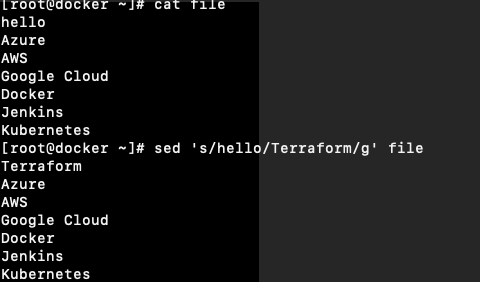 [root@docker ~]# cat file
hello
Azure
AWS
Google Cloud
Docker
Jenkins
Kubernetes
[root@docker ~]# sed 's/hello/Terraform/g' file
Terraform
Azure
AWS
Google Cloud
Docker
Jenkins
Kubernetes